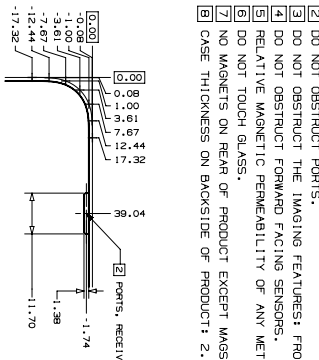 2 DO NOT OBSTRUCT PORTS.
3 DO NOT OBSTRUCT THE IMAGING FEATURES: FRO
4 DO NOT OBSTRUCT FORWARD FACING SENSORS.
5 RELATIVE MAGNETIC PERMEABILITY OF ANY MET
6 DO NOT TOUCH GLASS.
7 NO MAGNETS ON REAR OF PRODUCT EXCEPT MAGS
8 CASE THICKNESS ON BACKSIDE OF PRODUCT: 2.
0.00
-0.08
-1.00
-3.61
-7.67
-12.44
-17.32
0.00
0.08
1.00
3.61
7.67
12.44
17.32
39.04
2 PORTS, RECEIV
1.74
1.38
11.70